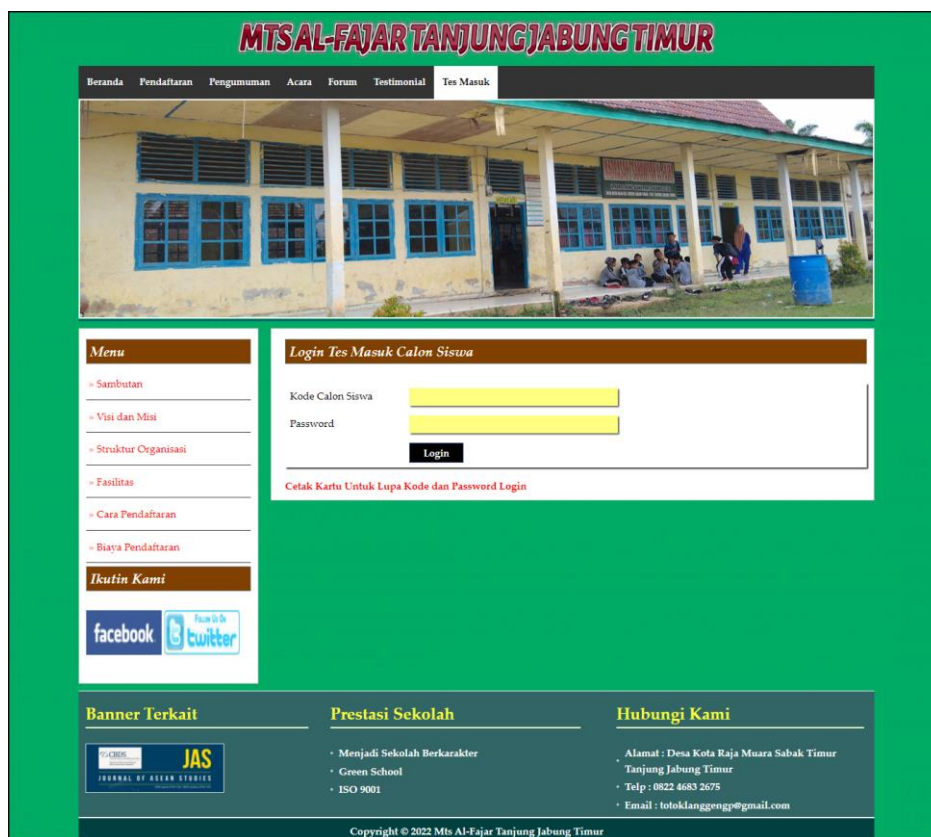 MTS AL-FAJAR TANJUNG JABUNG TIMUR
Beranda Pendaftaran Pengumuman Acara Forum Testimonial Tes Masuk
Menu
» Sambutan
» Visi dan Misi
» Struktur Organisasi
» Fasilitas
» Cara Pendaftaran
» Biaya Pendaftaran
Ikutin Kami
facebook
Follow Us On
twitter
Login Tes Masuk Calon Siswa
Kode Calon Siswa
Password
Login
Cetak Kartu Untuk Lupa Kode dan Password Login
Banner Terkait
CBDS
JAS
JOURNAL OF ASEAN STUDIES
Prestasi Sekolah
Menjadi Sekolah Berkarakter
Green School
ISO 9001
Hubungi Kami
Alamat : Desa Kota Raja Muara Sabak Timur
Tanjung Jabung Timur
Telp : 0822 4683 2675
Email : totoklanggengp@gmail.com
Copyright © 2022 Mts Al-Fajar Tanjung Jabung Timur